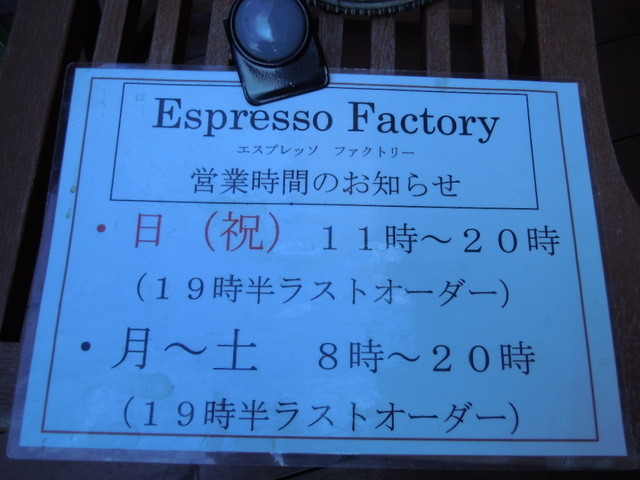 Espresso Factory
エスプレッソ ファクトリー
営業時間のお知らせ
・日（祝） １１時～２０時
（１９時半ラストオーダー）
・月～土 ８時～２０時
（１９時半ラストオーダー）